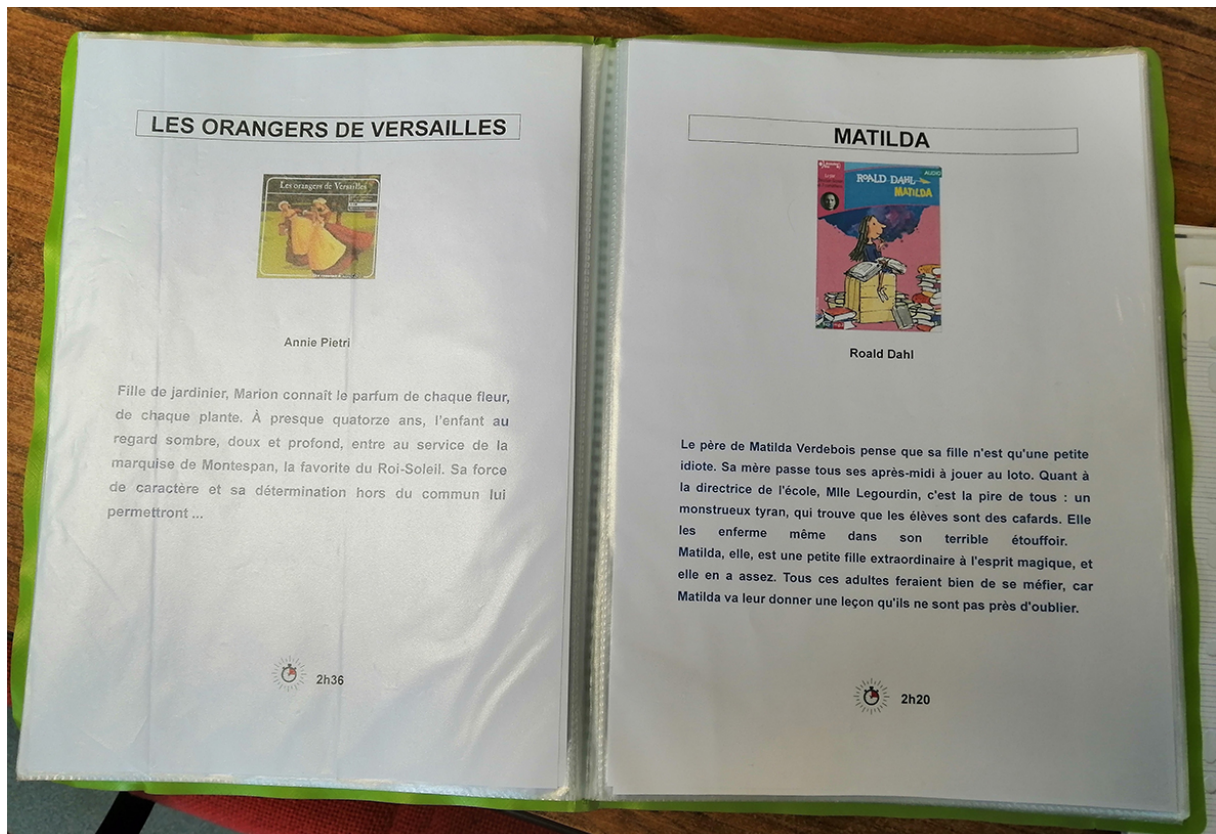 LES ORANGERS DE VERSAILLES
Les orangers de Versailles
Annie Pietri
Fille de jardinier, Marion connaît le parfum de chaque fleur,
de chaque plante. À presque quatorze ans, l'enfant au
regard sombre, doux et profond, entre au service de la
marquise de Montespan, la favorite du Roi-Soleil. Sa force
de caractère et sa détermination hors du commun lui
permettront ...
2h36
MATILDA
AUDIO
ROALD DAHL
MATILDA
Roald Dahl
Le père de Matilda Verdebois pense que sa fille n'est qu'une petite
idiote. Sa mère passe tous ses après-midi à jouer au loto. Quant à
la directrice de l'école, Mlle Legourdin, c'est la pire de tous : un
monstrueux tyran, qui trouve que les élèves sont des cafards. Elle
les enferme même dans son terrible étouffoir.
Matilda, elle, est une petite fille extraordinaire à l'esprit magique, et
elle en a assez. Tous ces adultes feraient bien de se méfier, car
Matilda va leur donner une leçon qu'ils ne sont pas près d'oublier.
2h20